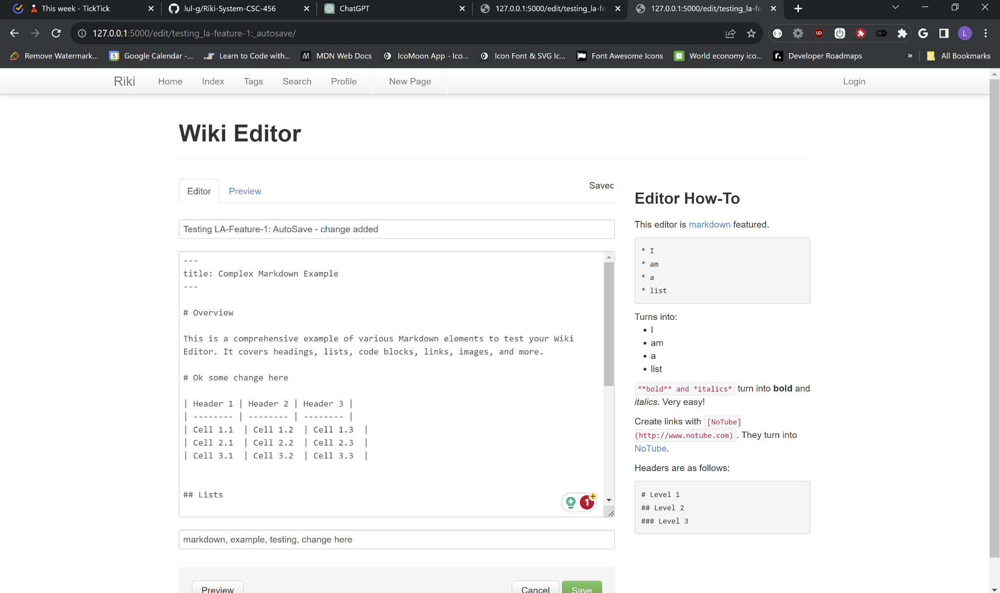 This week - TickTick
lul-g/Riki-System-CSC-456
ChatGPT
127.0.0.1:5000/edit/testing_la-fe
127.0.0.1:5000/edit/testing_la-fe
127.0.0.1:5000/edit/testing_la-feature-1:_autosave/
L
Remove Watermark...
5
Google Calendar -...
Learn to Code with...
MDN Web Docs
IcoMoon App - Ico...
Icon Font & SVG Ic...
Font Awesome Icons
World economy ico...
Developer Roadmaps
»
All Bookmarks
Riki
Home
Index
Tags
Search
Profile
New Page
Login
Wiki Editor
Editor
Preview
Saved
Testing LA-Feature-1: AutoSave - change added
---
title: Complex Markdown Example
---
# Overview
This is a comprehensive example of various Markdown elements to test your Wiki
Editor. It covers headings, lists, code blocks, links, images, and more.
# Ok some change here
| Header 1 | Header 2 | Header 3 |
| -------- | -------- | -------- |
| Cell 1.1  | Cell 1.2  | Cell 1.3  |
| Cell 2.1  | Cell 2.2  | Cell 2.3  |
| Cell 3.1  | Cell 3.2  | Cell 3.3  |
## Lists
1
markdown, example, testing, change here
Preview
Cancel
Save
Editor How-To
This editor is markdown featured.
* I
* am
* a
* list
Turns into:
• I
• am
• a
• list
**bold** and *italics* turn into bold and
italics. Very easy!
Create links with [NoTube]
(http://www.notube.com) . They turn into
NoTube.
Headers are as follows:
# Level 1
## Level 2
### Level 3